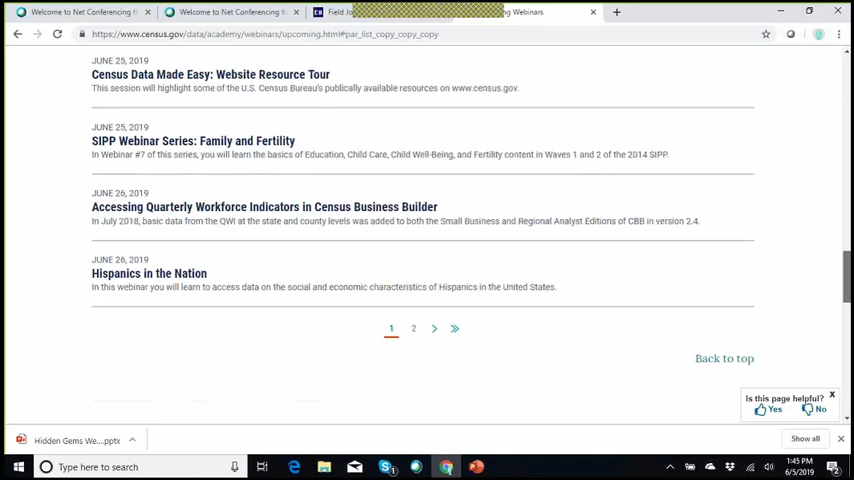 Welcome to Net Conferencing fr
Welcome to Net Conferencing fr
Field Jo
ng Webinars
https://www.census.gov/data/academy/webinars/upcoming.html#par_list_copy_copy_copy
JUNE 25, 2019
Census Data Made Easy: Website Resource Tour
This session will highlight some of the U.S. Census Bureau's publically available resources on www.census.gov.
JUNE 25, 2019
SIPP Webinar Series: Family and Fertility
In Webinar #7 of this series, you will learn the basics of Education, Child Care, Child Well-Being, and Fertility content in Waves 1 and 2 of the 2014 SIPP.
JUNE 26, 2019
Accessing Quarterly Workforce Indicators in Census Business Builder
In July 2018, basic data from the QWI at the state and county levels was added to both the Small Business and Regional Analyst Editions of CBB in version 2.4.
JUNE 26, 2019
Hispanics in the Nation
In this webinar you will learn to access data on the social and economic characteristics of Hispanics in the United States.
1 2
Back to top
Is this page helpful? X
Yes No
Hidden Gems We....pptx
Show all
Type here to search
1:45 PM
6/5/2019